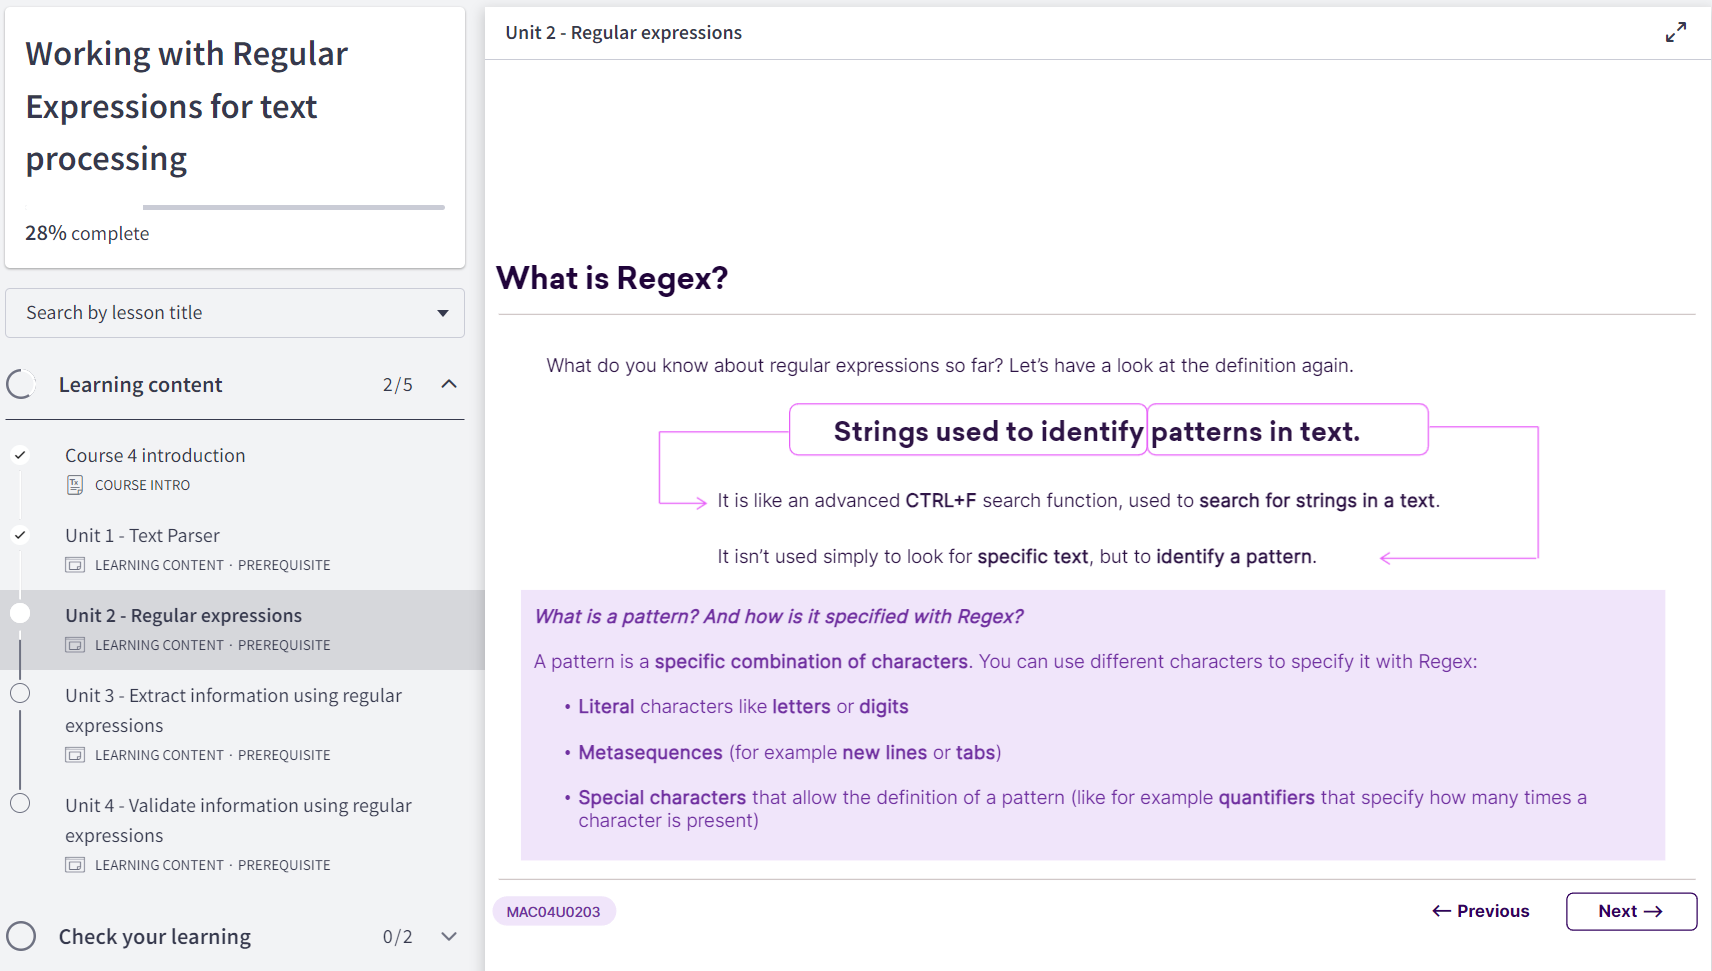 Working with Regular
Expressions for text
processing
28% complete
Search by lesson title
Learning content 2/5
Course 4 introduction
COURSE INTRO
Unit 1 - Text Parser
LEARNING CONTENT · PREREQUISITE
Unit 2 - Regular expressions
LEARNING CONTENT · PREREQUISITE
Unit 3 - Extract information using regular
expressions
LEARNING CONTENT · PREREQUISITE
Unit 4 - Validate information using regular
expressions
LEARNING CONTENT · PREREQUISITE
Check your learning 0/2
Unit 2 - Regular expressions
What is Regex?
What do you know about regular expressions so far? Let’s have a look at the definition again.
Strings used to identify patterns in text.
It is like an advanced CTRL+F search function, used to search for strings in a text.
It isn’t used simply to look for specific text, but to identify a pattern.
What is a pattern? And how is it specified with Regex?
A pattern is a specific combination of characters. You can use different characters to specify it with Regex:
• Literal characters like letters or digits
• Metasequences (for example new lines or tabs)
• Special characters that allow the definition of a pattern (like for example quantifiers that specify how many times a
character is present)
MAC04U0203
← Previous
Next →